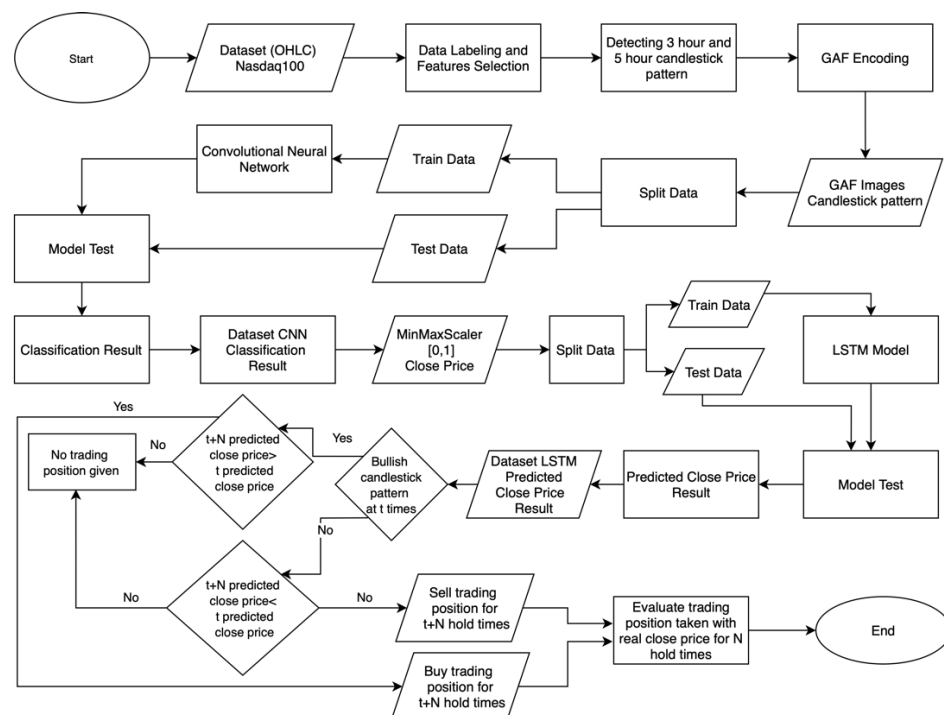 Start
Dataset (OHLC)
Nasdaq100
Data Labeling and
Features Selection
Detecting 3 hour and
5 hour candlestick
pattern
GAF Encoding
Convolutional Neural
Network
Train Data
Split Data
GAF Images
Candlestick pattern
Model Test
Test Data
Classification Result
Dataset CNN
Classification
Result
MinMaxScaler
[0,1]
Close Price
Split Data
Train Data
Test Data
LSTM Model
Yes
No trading
position given
No
t+N predicted
close price>
t predicted
close price
Yes
Bullish
candlestick
pattern
at t times
Dataset LSTM
Predicted
Close Price
Result
Predicted Close Price
Result
Model Test
No
No
t+N predicted
close price<
t predicted
close price
No
Sell trading
position for
t+N hold times
Evaluate trading
position taken with
real close price for N
hold times
End
Buy trading
position for
t+N hold times